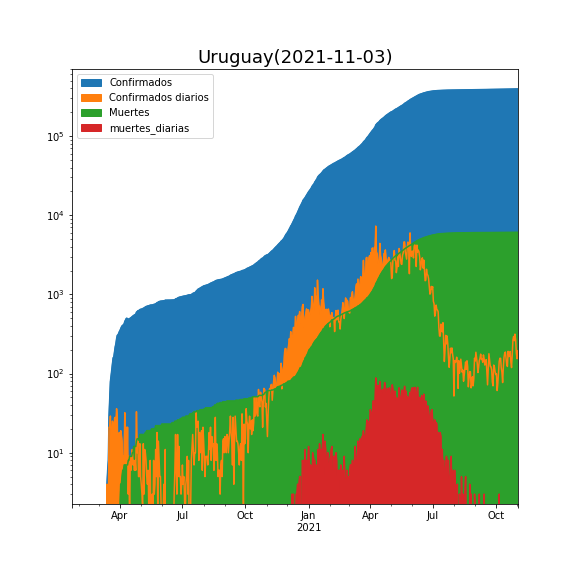 Uruguay(2021-11-03)
Confirmados
Confirmados diarios
Muertes
muertes_diarias
10^5
10^4
10^3
10^2
10^1
Apr Jul Oct Jan Apr Jul Oct
2021